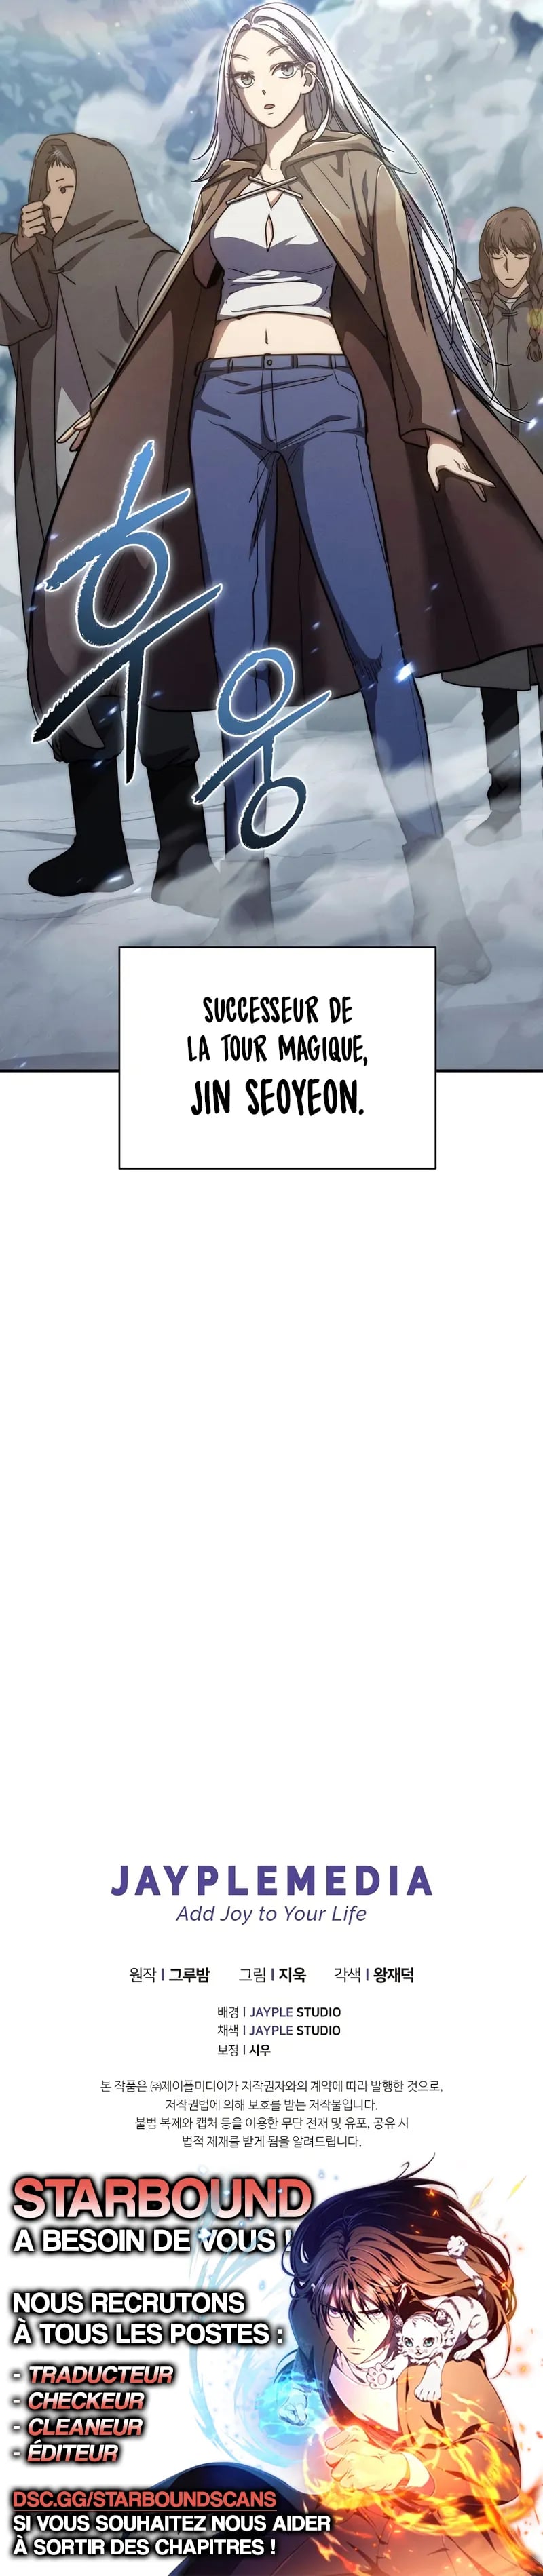 후웅
SUCCESSEUR DE
LA TOUR MAGIQUE,
JIN SEOYEON.
JAYPLEMEDIA
Add Joy to Your Life
원작 | 그루밤 그림 | 지욱 각색 | 왕재덕
배경 | JAYPLE STUDIO
채색 | JAYPLE STUDIO
보정 | 시우
본 작품은 ㈜제이플미디어가 저작권자와의 계약에 따라 발행한 것으로,
저작권법에 의해 보호를 받는 저작물입니다.
불법 복제와 캡처 등을 이용한 무단 전재 및 유포, 공유 시
법적 제재를 받게 됨을 알려드립니다.
STARBOUND
A BESOIN DE VOUS !
NOUS RECRUTONS
À TOUS LES POSTES :
- TRADUCTEUR
- CHECKEUR
- CLEANEUR
- ÉDITEUR
DSC.GG/STARBOUNDSCANS
SI VOUS SOUHAITEZ NOUS AIDER
À SORTIR DES CHAPITRES !